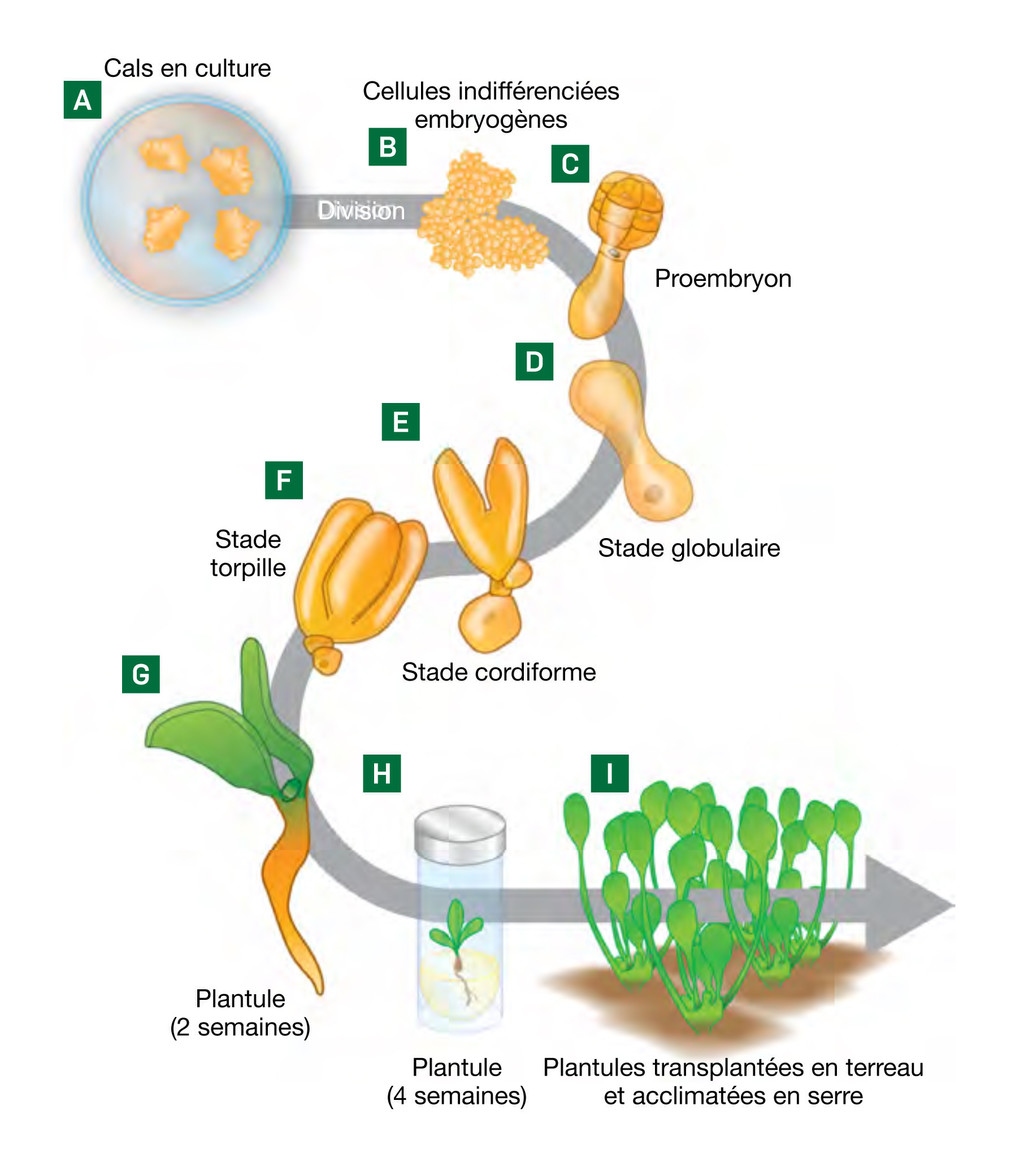 Cals en culture
A
Cellules indifférenciées
embryogènes
B
C
Division
Proembryon
D
E
F
Stade
torpille
Stade globulaire
G
Stade cordiforme
H
I
Plantule
(2 semaines)
Plantule
(4 semaines)
Plantules transplantées en terreau
et acclimatées en serre